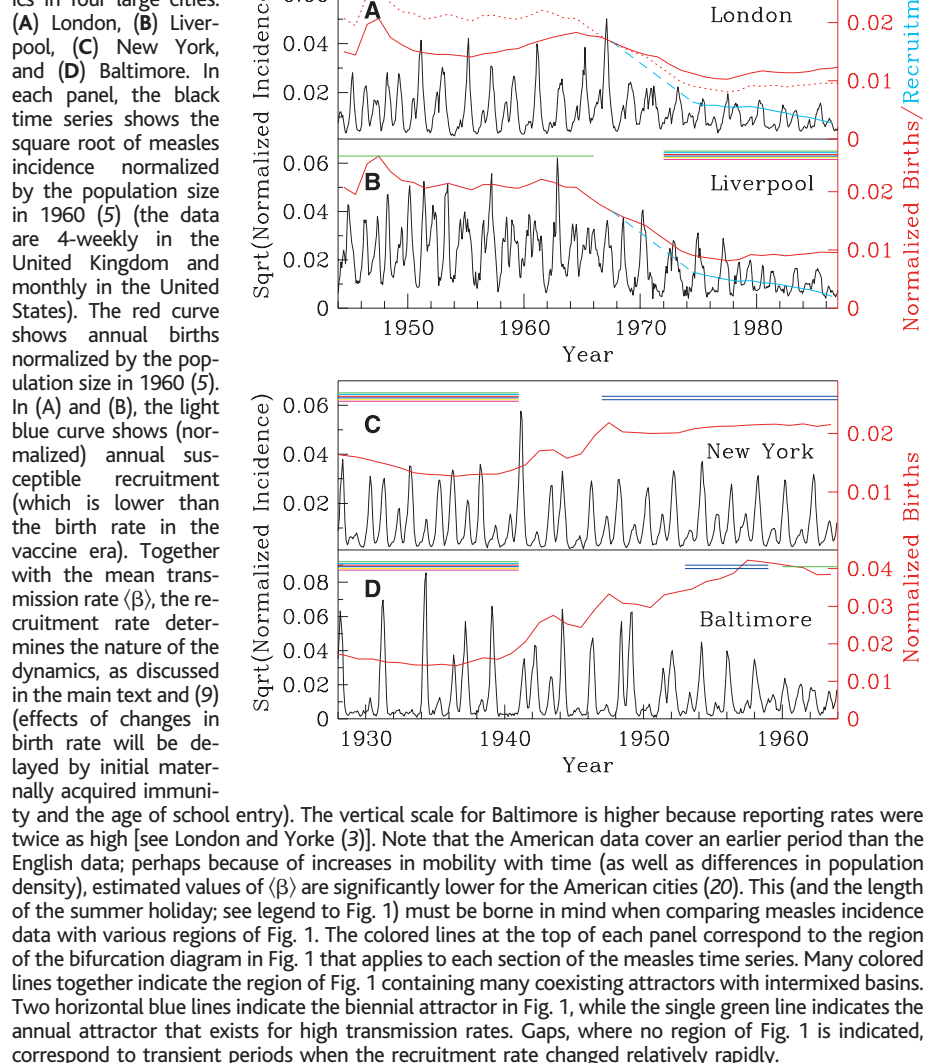 ics in four large cities.
(A) London, (B) Liver-
pool, (C) New York,
and (D) Baltimore. In
each panel, the black
time series shows the
square root of measles
incidence normalized
by the population size
in 1960 (5) (the data
are 4-weekly in the
United Kingdom and
monthly in the United
States). The red curve
shows annual births
normalized by the pop-
ulation size in 1960 (5).
In (A) and (B), the light
blue curve shows (nor-
malized) annual sus-
ceptible recruitment
(which is lower than
the birth rate in the
vaccine era). Together
with the mean trans-
mission rate ⟨β⟩, the re-
cruitment rate deter-
mines the nature of the
dynamics, as discussed
in the main text and (9)
(effects of changes in
birth rate will be de-
layed by initial mater-
nally acquired immuni-
A
London
0.04
0.02
0.02
0.01
0
B
Liverpool
0.06
0.04
0.02
0
0.02
0.01
0
Sqrt(Normalized Incidence)
Normalized Births/Recruitm
1950
1960
1970
1980
Year
C
New York
0.06
0.04
0.02
0.02
0.01
D
Baltimore
0.08
0.06
0.04
0.02
0
0.04
0.03
0.02
0.01
0
Sqrt(Normalized Incidence)
Normalized Births
1930
1940
1950
1960
Year
ty and the age of school entry). The vertical scale for Baltimore is higher because reporting rates were
twice as high [see London and Yorke (3)]. Note that the American data cover an earlier period than the
English data; perhaps because of increases in mobility with time (as well as differences in population
density), estimated values of ⟨β⟩ are significantly lower for the American cities (20). This (and the length
of the summer holiday; see legend to Fig. 1) must be borne in mind when comparing measles incidence
data with various regions of Fig. 1. The colored lines at the top of each panel correspond to the region
of the bifurcation diagram in Fig. 1 that applies to each section of the measles time series. Many colored
lines together indicate the region of Fig. 1 containing many coexisting attractors with intermixed basins.
Two horizontal blue lines indicate the biennial attractor in Fig. 1, while the single green line indicates the
annual attractor that exists for high transmission rates. Gaps, where no region of Fig. 1 is indicated,
correspond to transient periods when the recruitment rate changed relatively rapidly.